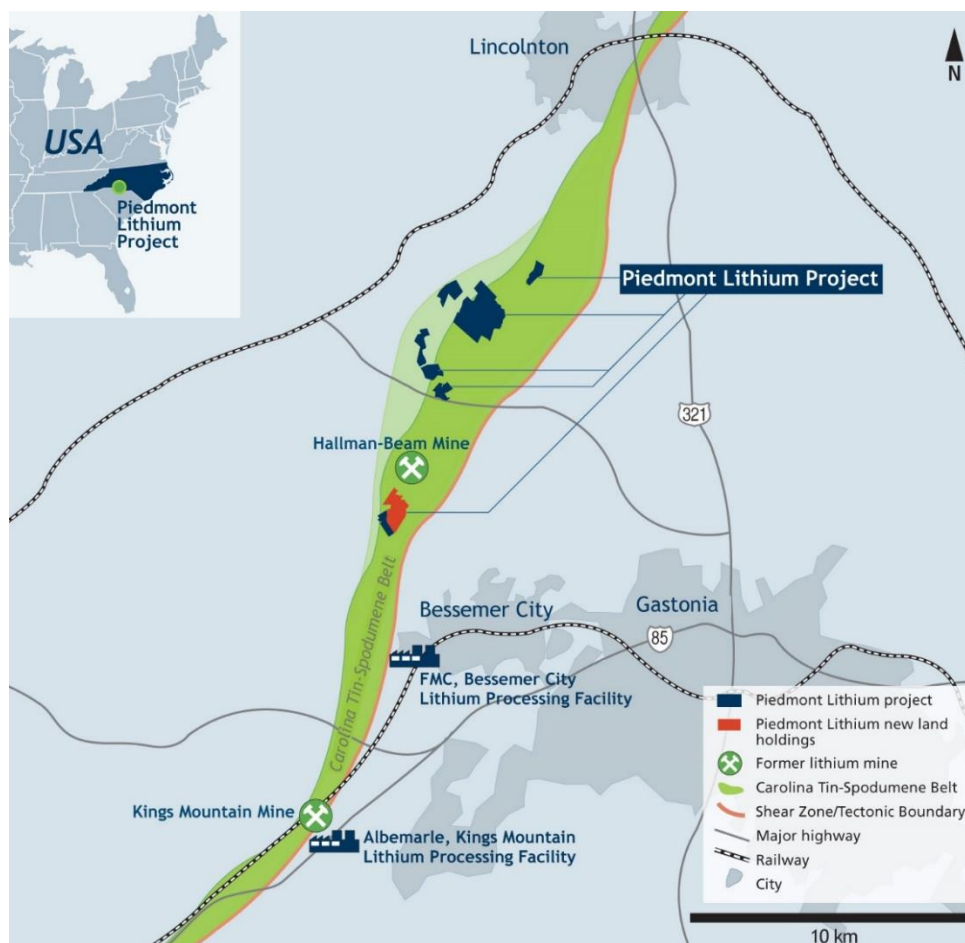 Lincolnton
N
USA
Piedmont
Lithium
Project
Piedmont Lithium Project
321
Hallman-Beam Mine
Carolina Tin-Spodumene Belt
Bessemer City
Gastonia
85
FMC, Bessemer City
Lithium Processing Facility
Kings Mountain Mine
Albemarle, Kings Mountain
Lithium Processing Facility
Piedmont Lithium project
Piedmont Lithium new land
holdings
Former lithium mine
Carolina Tin-Spodumene Belt
Shear Zone/Tectonic Boundary
Major highway
Railway
City
10 km